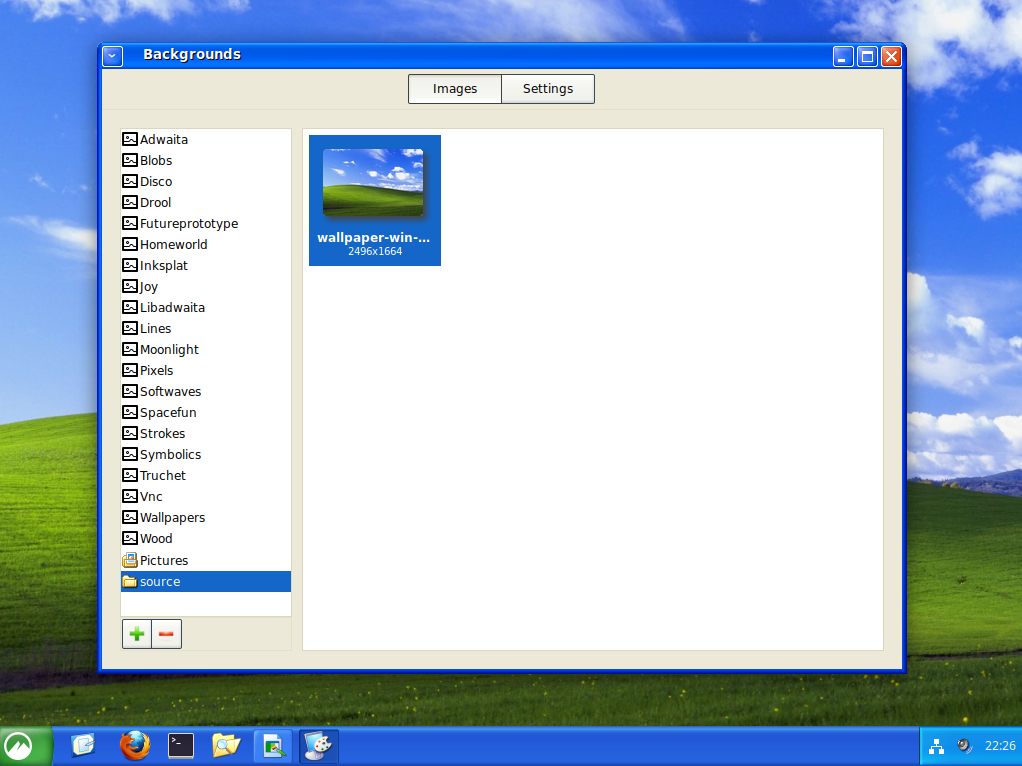 Backgrounds
Images
Settings
Adwaita
Blobs
Disco
Drool
Futureprototype
Homeworld
Inksplat
Joy
Libadwaita
Lines
Moonlight
Pixels
Softwaves
Spacefun
Strokes
Symbolics
Truchet
Vnc
Wallpapers
Wood
Pictures
source
wallpaper-win-...
2496x1664
22:26